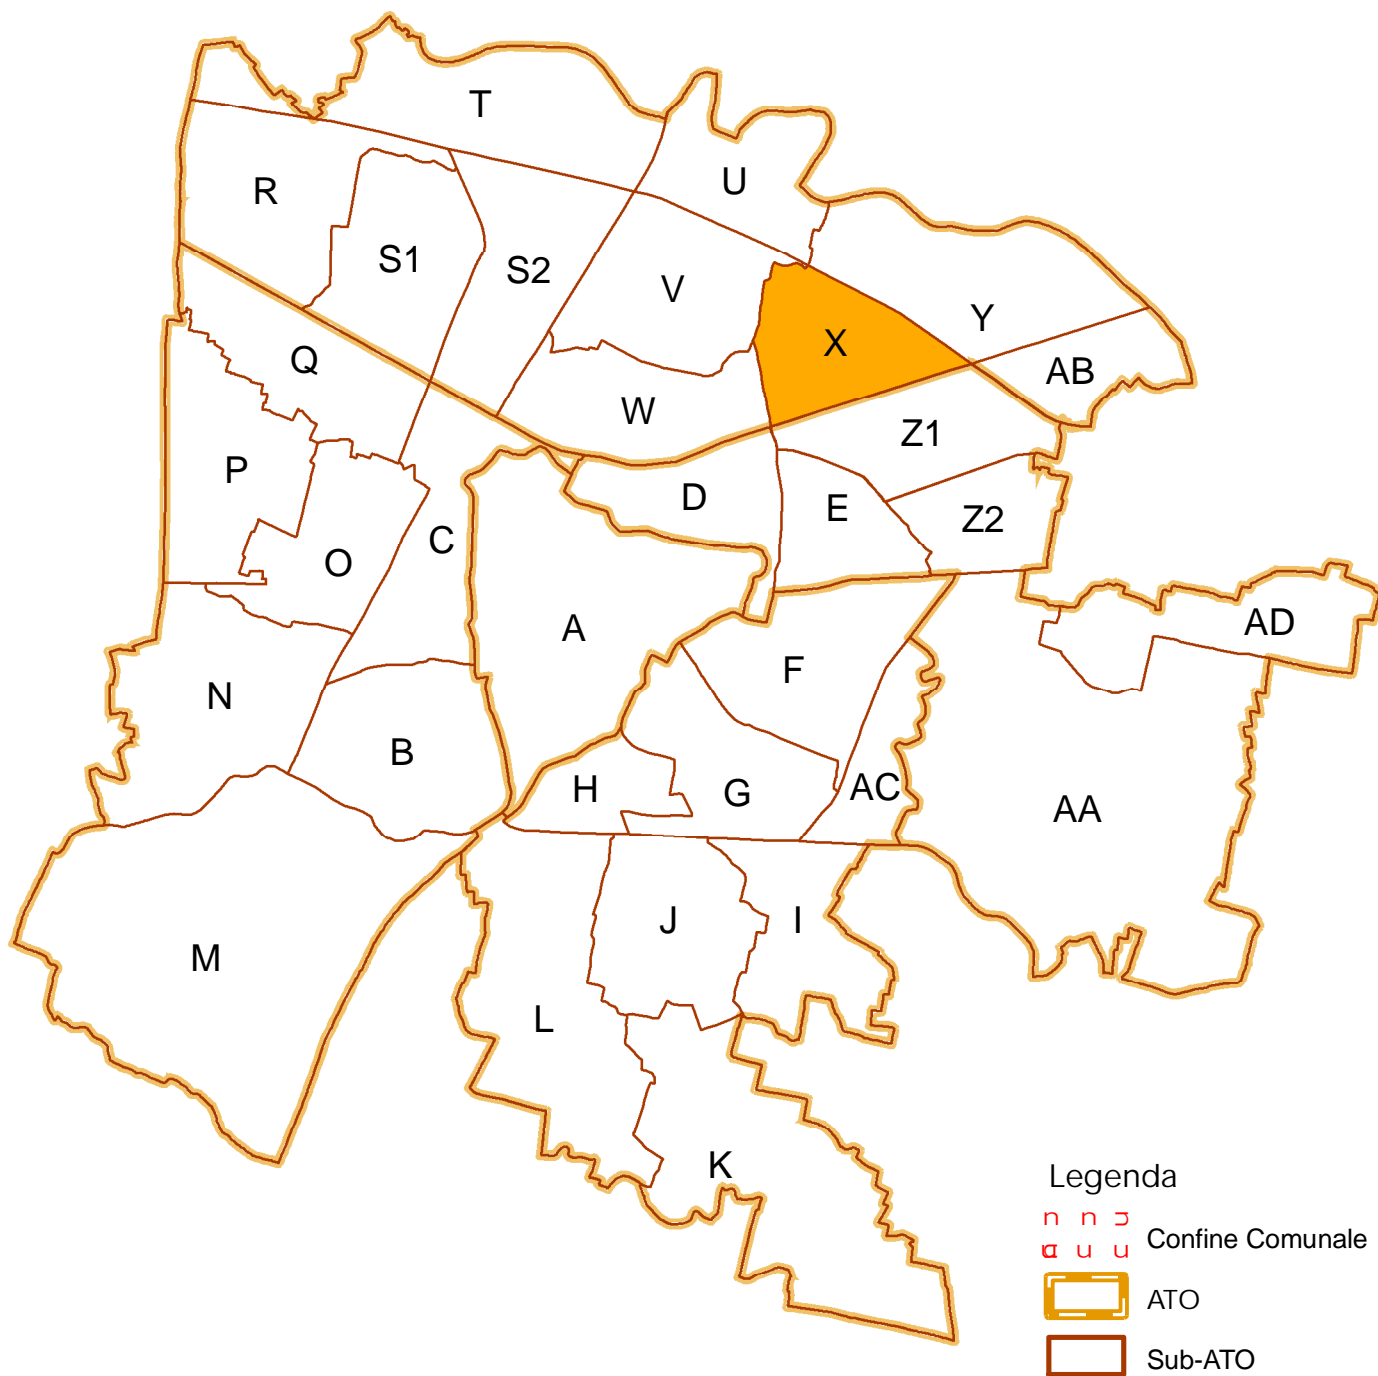 T
U
R
S1
S2
V
X
Y
AB
Q
W
Z1
P
D
E
Z2
C
O
A
AD
F
N
B
H
G
AC
AA
J
I
M
L
K
Legenda
n n n
u u u
Confine Comunale
ATO
Sub-ATO